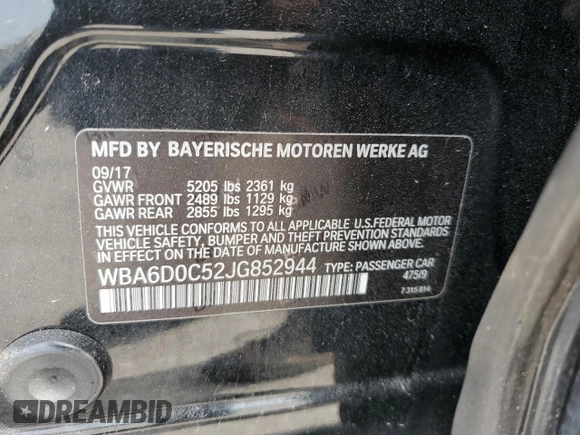 MFD BY BAYERISCHE MOTOREN WERKE AG
09/17
GVWR 5205 lbs 2361 kg
GAWR FRONT 2489 lbs 1129 kg
GAWR REAR 2855 lbs 1295 kg
THIS VEHICLE CONFORMS TO ALL APPLICABLE U.S.FEDERAL MOTOR
VEHICLE SAFETY, BUMPER AND THEFT PREVENTION STANDARDS
IN EFFECT ON THE DATE OF MANUFACTURE SHOWN ABOVE.
WBA6D0C52JG852944 TYPE: PASSENGER CAR
475/9
7 315 814
DREAMBID